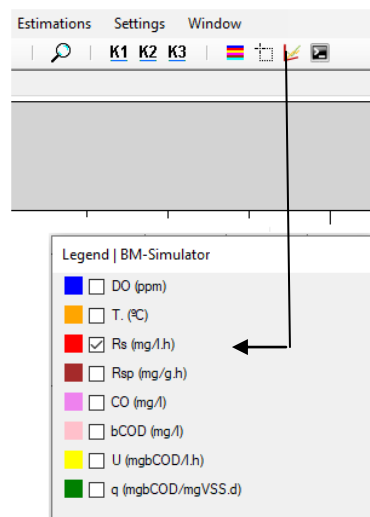 Estimations Settings Window
K1 K2 K3
Legend | BM-Simulator
DO (ppm)
T. (ºC)
Rs (mg/l.h)
Rsp (mg/g.h)
CO (mg/l)
bCOD (mg/l)
U (mgbCOD/l.h)
q (mgbCOD/mgVSS.d)